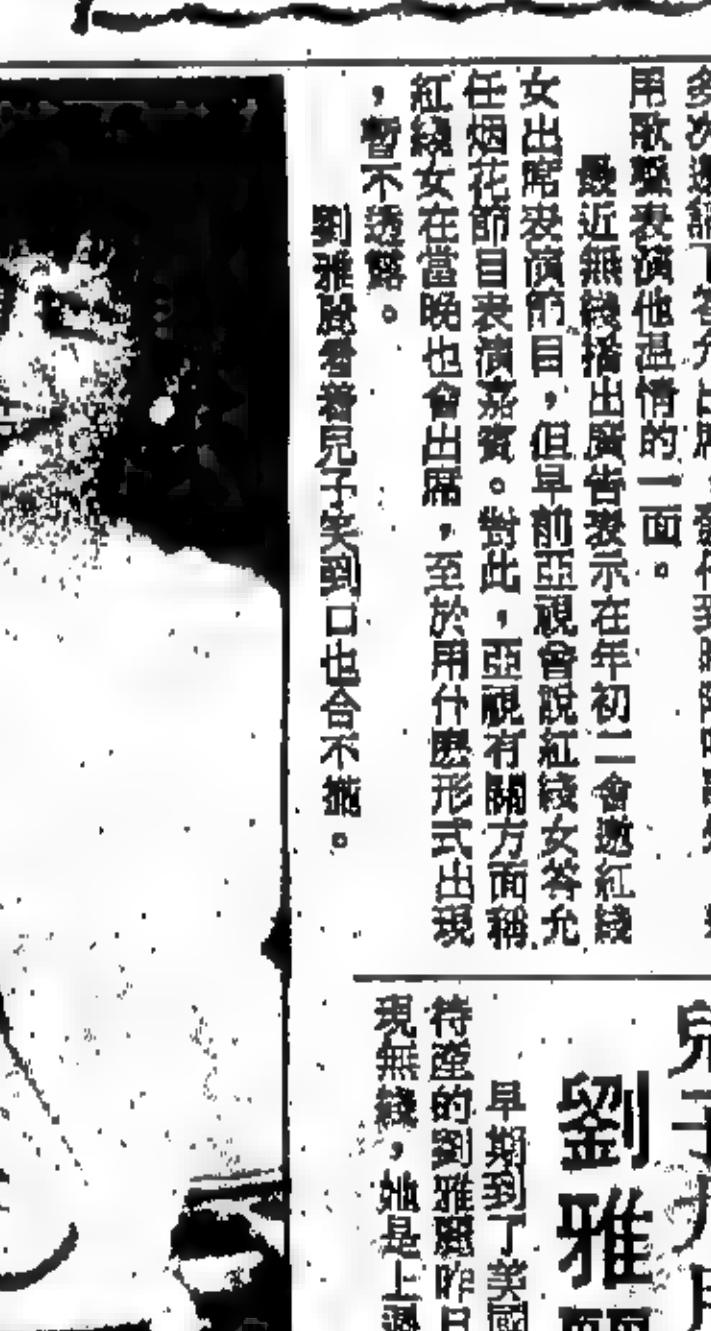 用歌聲表演他溫情的一面。
最近無綫播出廣告表示在年初二會邀紅綫
女出席表演節目，但早前亞視曾說紅綫女答允
任烟花節目表演嘉賓。對此，亞視有關方面稱
紅綫女在當晚也會出席，至於用什麽形式出現
，暫不透露。
劉雅麗看着兒子笑到口也合不攏。
劉雅麗
早期到了美國
待產的劉雅麗昨日
現無綫，她是上週